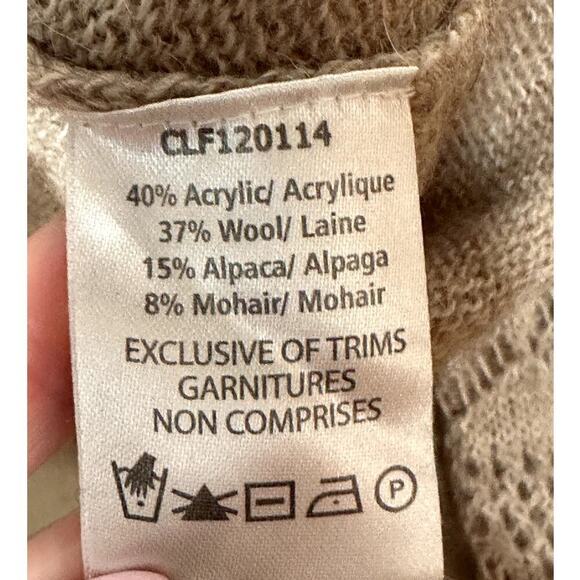 CLF120114
40% Acrylic/ Acrylique
37% Wool/ Laine
15% Alpaca/ Alpaga
8% Mohair/ Mohair
EXCLUSIVE OF TRIMS
GARNITURES
NON COMPRISES
P